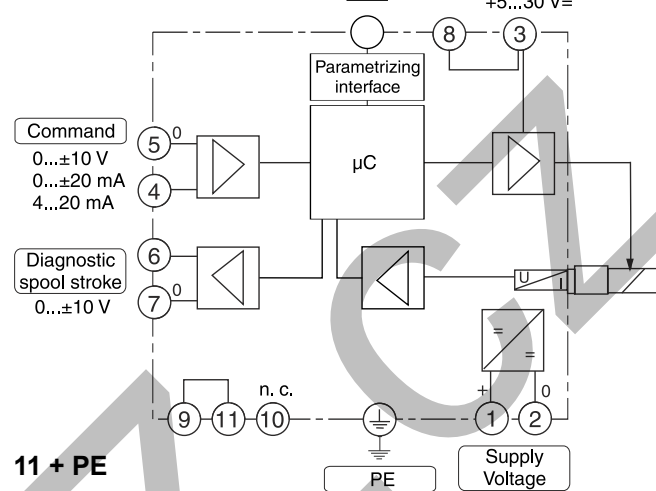 +5...30 V=
8
3
Parametrizing
interface
Command
0...±10 V
0...±20 mA
4...20 mA
5
0
4
µC
Diagnostic
spool stroke
0...±10 V
6
7
0
U
I
=
=
+
0
9
11
10
n. c.
1
2
11 + PE
PE
Supply
Voltage